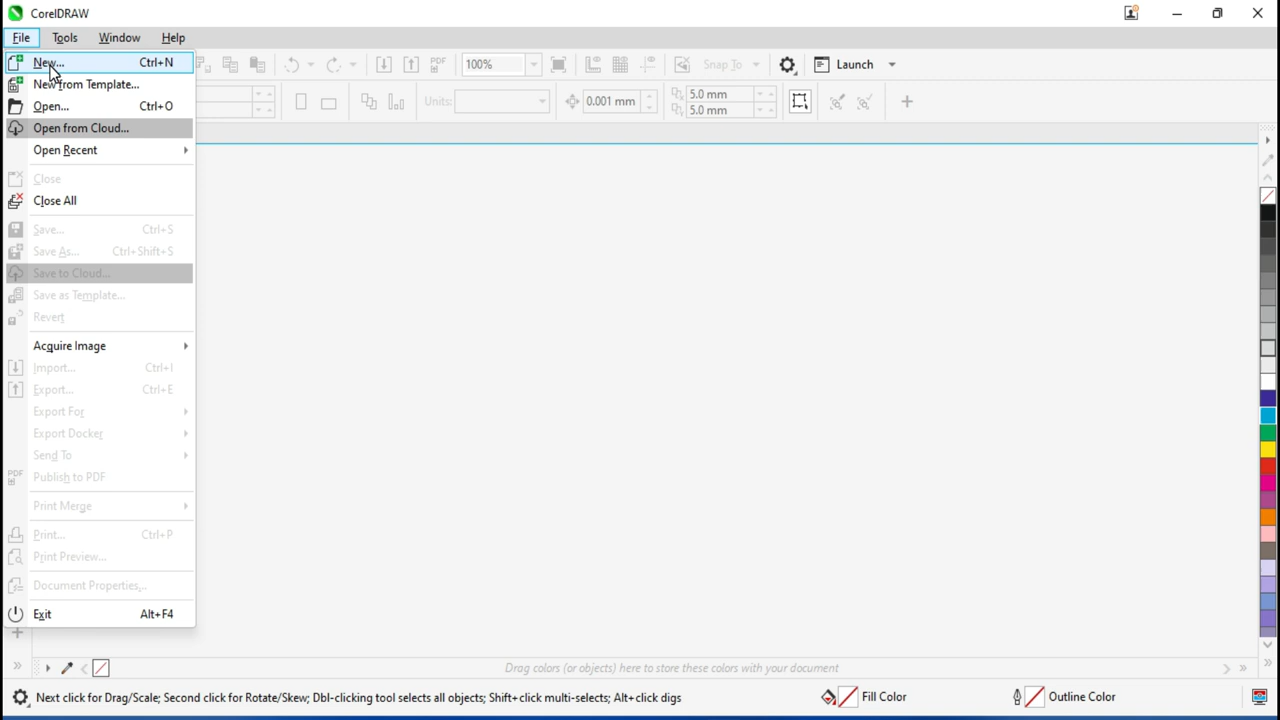 CorelDRAW
File Tools Window Help
New... Ctrl+N
New from Template...
Open... Ctrl+O
Open from Cloud...
Open Recent
Close
Close All
Save... Ctrl+S
Save As... Ctrl+Shift+S
Save to Cloud...
Save as Template...
Revert
Acquire Image
Import... Ctrl+I
Export... Ctrl+E
Export For
Export Docker
Send To
Publish to PDF
Print Merge
Print... Ctrl+P
Print Preview...
Document Properties...
Exit Alt+F4
PDF 100% Snap To Launch
Units: 0.001 mm 5.0 mm
5.0 mm
PDF
Drag colors (or objects) here to store these colors with your document
Next click for Drag/Scale; Second click for Rotate/Skew; Dbl-clicking tool selects all objects; Shift+click multi-selects; Alt+click digs
Fill Color
Outline Color